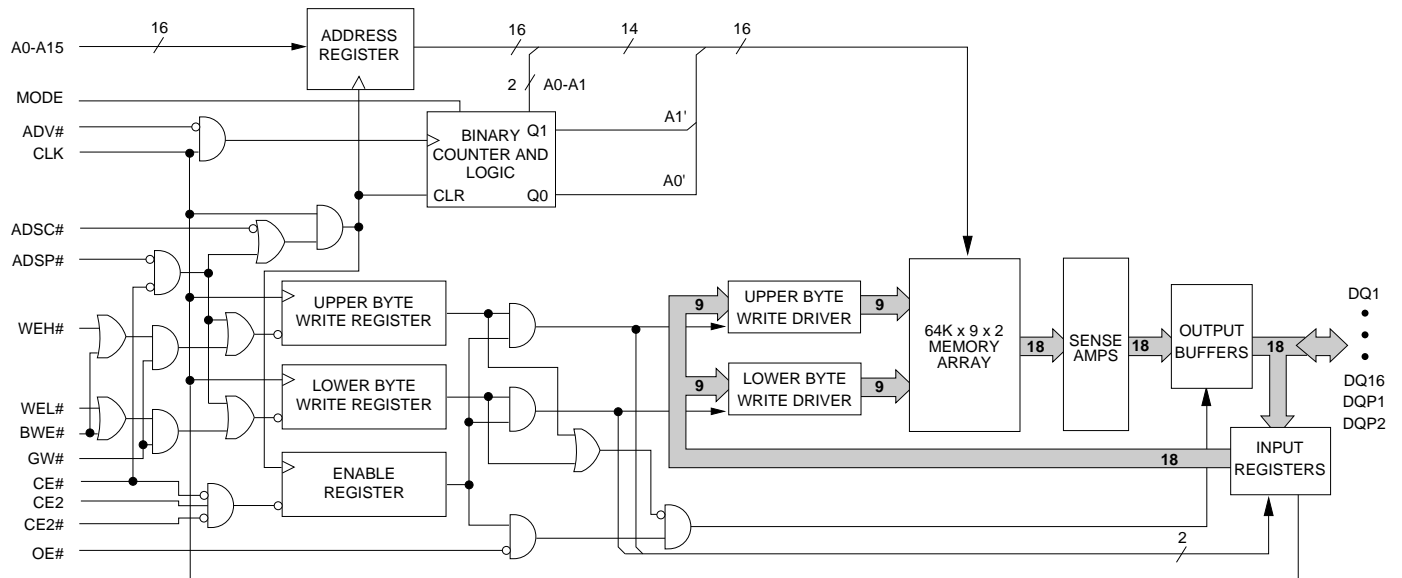 16
ADDRESS
REGISTER
16
14
16
A0-A15
2
A0-A1
MODE
ADV#
CLK
BINARY
COUNTER AND
LOGIC
Q1
CLR
Q0
A1'
A0'
ADSC#
ADSP#
WEH#
WEL#
BWE#
GW#
CE#
CE2
CE2#
OE#
UPPER BYTE
WRITE REGISTER
LOWER BYTE
WRITE REGISTER
ENABLE
REGISTER
9
UPPER BYTE
WRITE DRIVER
9
9
LOWER BYTE
WRITE DRIVER
9
64K x 9 x 2
MEMORY
ARRAY
18
SENSE
AMPS
18
OUTPUT
BUFFERS
18
DQ1
DQ16
DQP1
DQP2
18
INPUT
REGISTERS
2